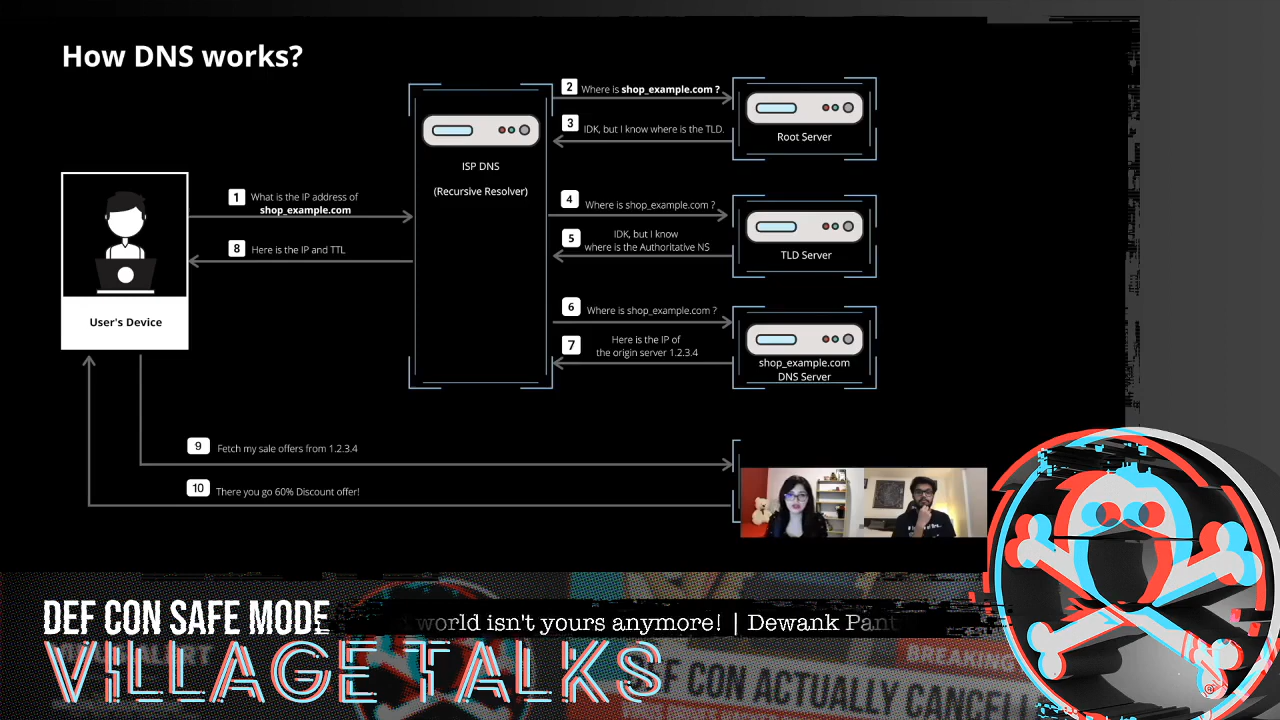 How DNS works?
2
Where is shop_example.com ?
3
IDK, but I know where is the TLD.
Root Server
ISP DNS
(Recursive Resolver)
1
What is the IP address of
shop_example.com
8
Here is the IP and TTL
User's Device
4
Where is shop_example.com ?
5
IDK, but I know
where is the Authoritative NS
TLD Server
6
Where is shop_example.com ?
7
Here is the IP of
the origin server 1.2.3.4
shop_example.com
DNS Server
9
Fetch my sale offers from 1.2.3.4
10
There you go 60% Discount offer!
DEF CON SAFE MODE
world isn't yours anymore! | Dewank Pant
VILLAGE TALKS
BREAKING
DEF CON ACTUALLY CANCELL